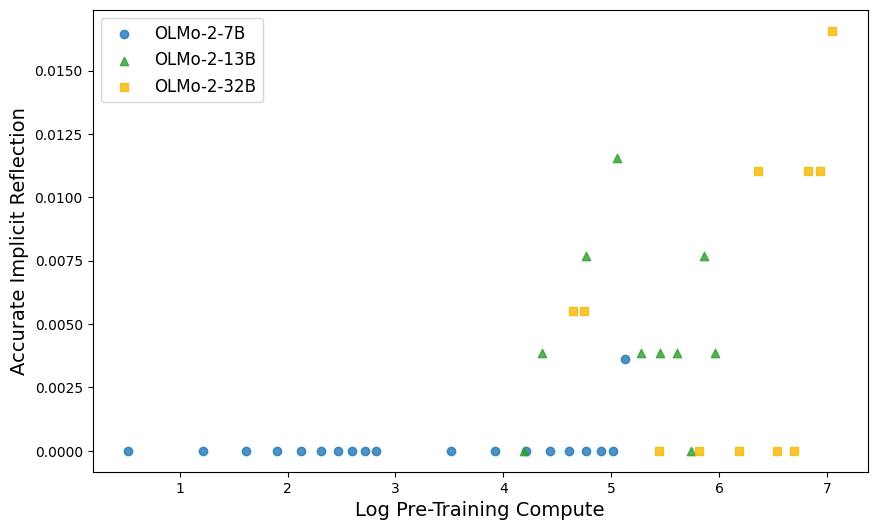 OLMo-2-7B
OLMo-2-13B
OLMo-2-32B
Accurate Implicit Reflection
0.0150
0.0125
0.0100
0.0075
0.0050
0.0025
0.0000
1 2 3 4 5 6 7
Log Pre-Training Compute